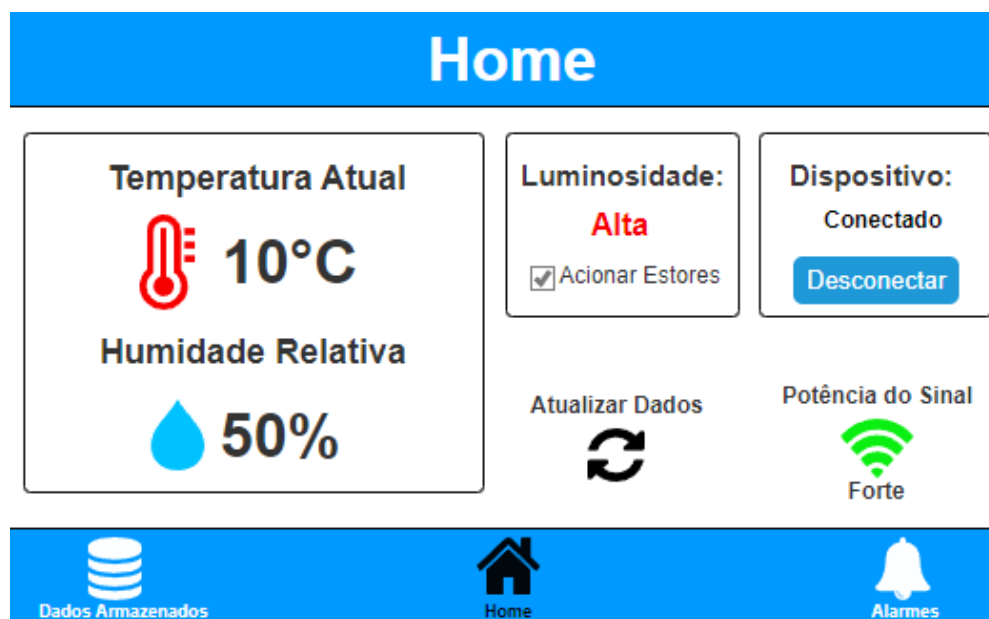 Home
Temperatura Atual
10°C
Humidade Relativa
50%
Luminosidade:
Alta
Acionar Estores
Dispositivo:
Conectado
Desconectar
Atualizar Dados
Potência do Sinal
Forte
Dados Armazenados
Home
Alarmes